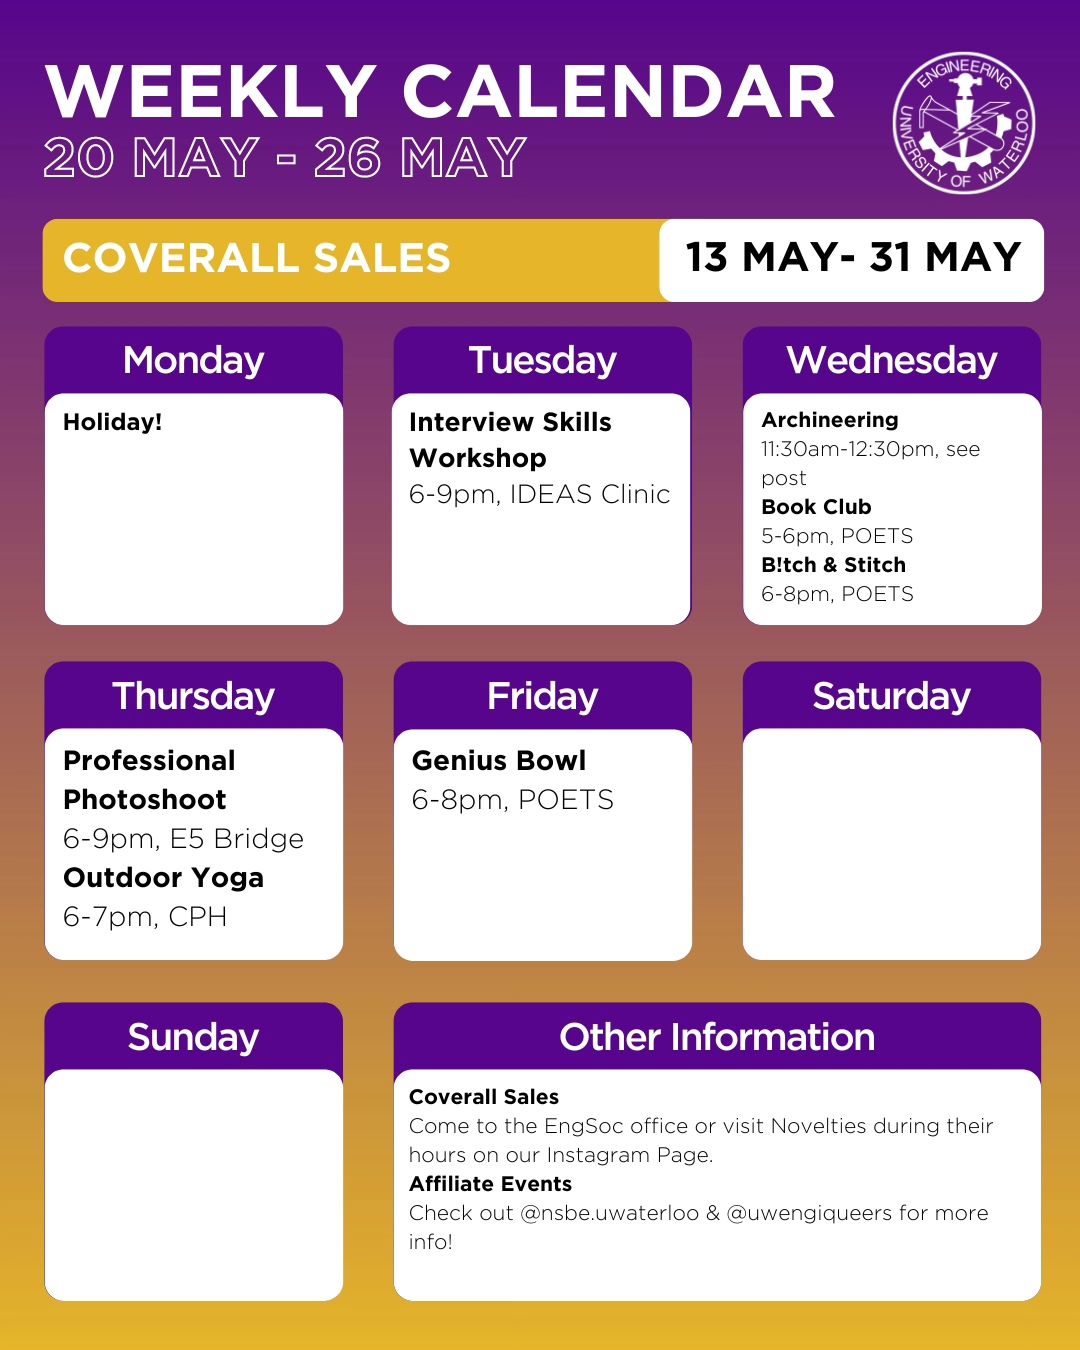 WEEKLY CALENDAR
20 MAY - 26 MAY
ENGINEERING
UNIVERSITY OF WATERLOO
COVERALL SALES
13 MAY- 31 MAY
Monday
Holiday!
Tuesday
Interview Skills
Workshop
6-9pm, IDEAS Clinic
Wednesday
Archineering
11:30am-12:30pm, see
post
Book Club
5-6pm, POETS
B!tch & Stitch
6-8pm, POETS
Thursday
Professional
Photoshoot
6-9pm, E5 Bridge
Outdoor Yoga
6-7pm, CPH
Friday
Genius Bowl
6-8pm, POETS
Saturday
Sunday
Other Information
Coverall Sales
Come to the EngSoc office or visit Novelties during their
hours on our Instagram Page.
Affiliate Events
Check out @nsbe.uwaterloo & @uwengiqueers for more
info!